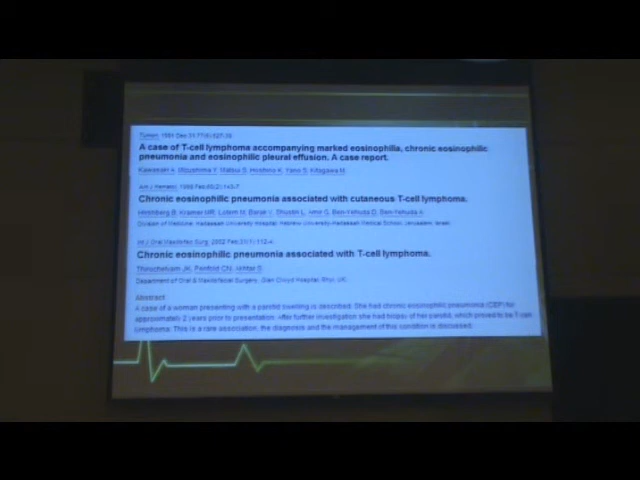 Tumori. 1991 Dec 31;77(6):527-30.
A case of T-cell lymphoma accompanying marked eosinophilia, chronic eosinophilic
pneumonia and eosinophilic pleural effusion. A case report.
Kawasaki A, Mizushima Y, Matsui S, Hoshino K, Yano S, Kitagawa M.
Am J Hematol. 1999 Feb;60(2):143-7.
Chronic eosinophilic pneumonia associated with cutaneous T-cell lymphoma.
Hirshberg B, Kramer MR, Lotem M, Barak V, Shustin L, Amir G, Ben-Yehuda D, Ben-Yehuda A.
Division of Medicine, Hadassah University Hospital, Hebrew University-Hadassah Medical School, Jerusalem, Israel.
Int J Oral Maxillofac Surg. 2002 Feb;31(1):112-4.
Chronic eosinophilic pneumonia associated with T-cell lymphoma.
Thiruchelvam JK, Penfold CN, Akhtar S.
Department of Oral & Maxillofacial Surgery, Glan Clwyd Hospital, Rhyl, UK.
Abstract
A case of a woman presenting with a parotid swelling is described. She had chronic eosinophilic pneumonia (CEP) for
approximately 2 years prior to presentation. After further investigation she had biopsy of her parotid, which proved to be T-cell
lymphoma. This is a rare association, the diagnosis and the management of this condition is discussed.